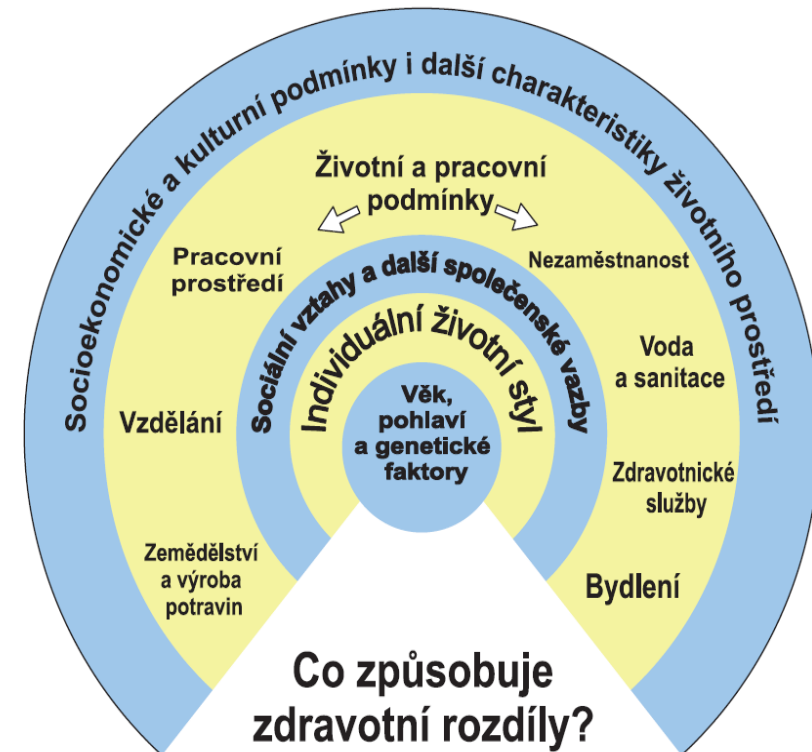 Socioekonomické a kulturní podmínky i další charakteristiky životního prostředí
Životní a pracovní
podmínky
Pracovní
prostředí
Nezaměstnanost
Sociální vztahy a další společenské vazby
Individuální životní styl
Voda
a sanitace
Věk,
pohlaví
a genetické
faktory
Vzdělání
Zdravotnické
služby
Zemědělství
a výroba
potravin
Bydlení
Co způsobuje
zdravotní rozdíly?